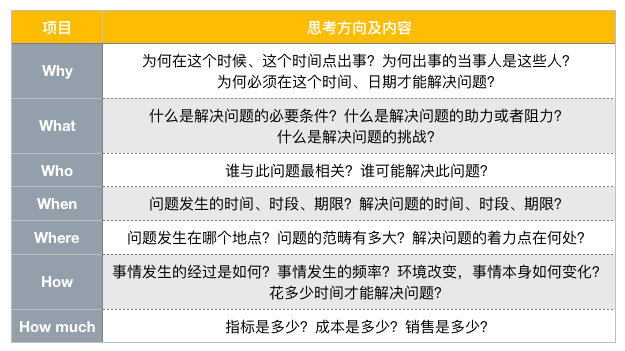 项目 思考方向及内容
Why 为何在这个时候、这个时间点出事？为何出事的当事人是这些人？
为何必须在这个时间、日期才能解决问题？
What 什么是解决问题的必要条件？什么是解决问题的助力或者阻力？
什么是解决问题的挑战？
Who 谁与此问题最相关？谁可能解决此问题？
When 问题发生的时间、时段、期限？解决问题的时间、时段、期限？
Where 问题发生在哪个地点？问题的范畴有多大？解决问题的着力点在何处？
How 事情发生的经过是如何？事情发生的频率？环境改变，事情本身如何变化？
花多少时间才能解决问题？
How much 指标是多少？成本是多少？销售是多少？